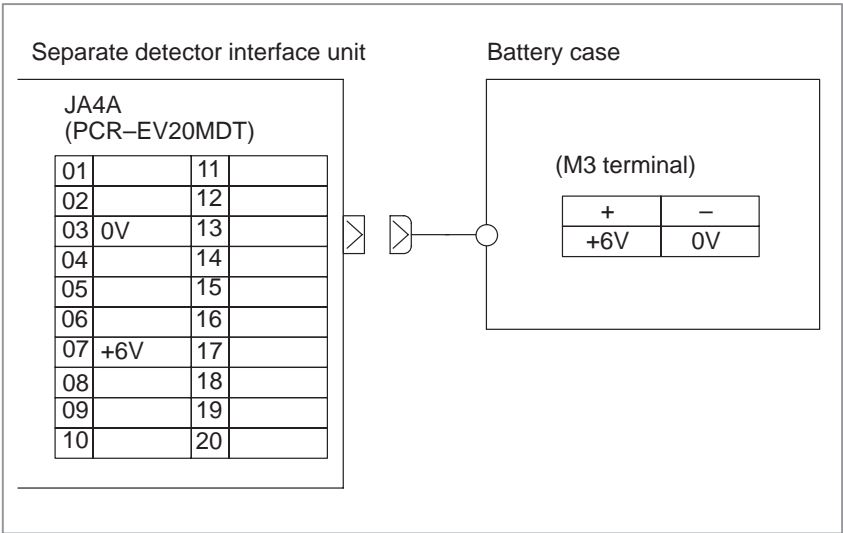 Separate detector interface unit
Battery case
JA4A
(PCR–EV20MDT)
01 11
02 12
03 0V 13
04 14
05 15
06 16
07 +6V 17
08 18
09 19
10 20
(M3 terminal)
+ –
+6V 0V